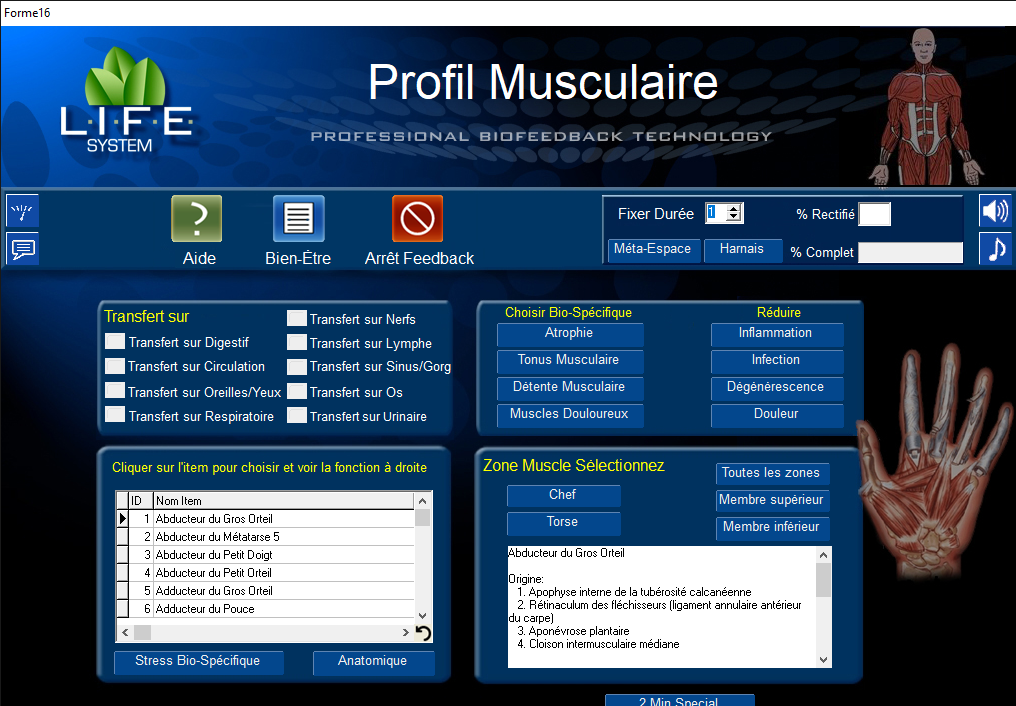 Forme16
Profil Musculaire
L·I·F·E
SYSTEM
PROFESSIONAL BIOFEEDBACK TECHNOLOGY
?
Aide
Bien-Être
Arrêt Feedback
Fixer Durée 1
% Rectifié
Méta-Espace
Harnais
% Complet
Transfert sur
Transfert sur Nerfs
Transfert sur Digestif
Transfert sur Lymphe
Transfert sur Circulation
Transfert sur Sinus/Gorg
Transfert sur Oreilles/Yeux
Transfert sur Os
Transfert sur Respiratoire
Transfert sur Urinaire
Choisir Bio-Spécifique
Réduire
Atrophie
Inflammation
Tonus Musculaire
Infection
Détente Musculaire
Dégénérescence
Muscles Douloureux
Douleur
Cliquer sur l'item pour choisir et voir la fonction à droite
ID Nom Item
1 Abducteur du Gros Orteil
2 Abducteur du Métatarse 5
3 Abducteur du Petit Doigt
4 Abducteur du Petit Orteil
5 Adducteur du Gros Orteil
6 Adducteur du Pouce
Stress Bio-Spécifique
Anatomique
Zone Muscle Sélectionnez
Toutes les zones
Chef
Membre supérieur
Torse
Membre inférieur
Abducteur du Gros Orteil
Origine:
1. Apophyse interne de la tubérosité calcanéenne
2. Rétinaculum des fléchisseurs (ligament annulaire antérieur
du carpe)
3. Aponévrose plantaire
4. Cloison intermusculaire médiane
2 Min Special